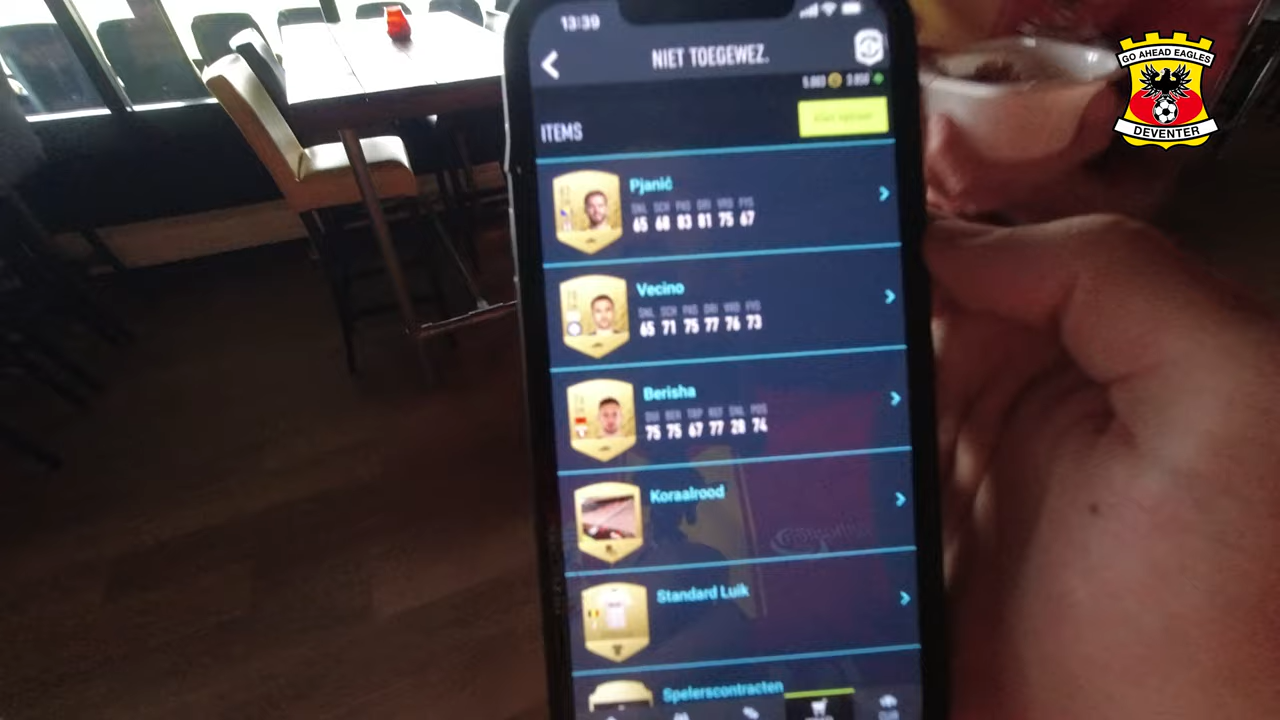 13:39
NIET TOEGEWEZ.
ITEMS
Pjanić
SNL SCH PAS DRI VRD FYS
65 68 83 81 75 67
Vecino
SNL SCH PAS DRI VRD FYS
65 71 75 77 76 73
Berisha
DUI BEH TRP REF SNL POS
75 75 67 77 28 74
Koraalrood
Standard Luik
Spelerscontracten
GO AHEAD EAGLES
DEVENTER